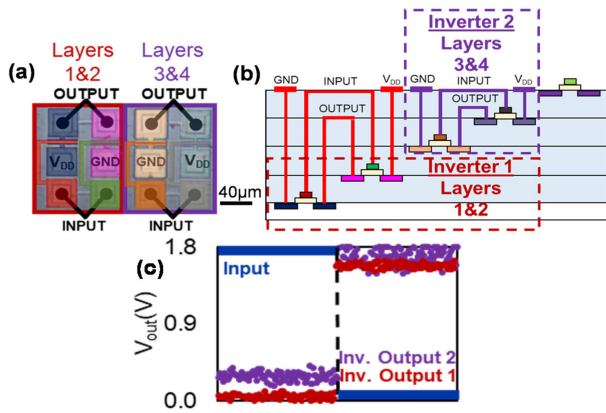 (a)
Layers
1&2
Layers
3&4
OUTPUT
OUTPUT
VDD
GND
GND
VDD
INPUT
INPUT
40μm
(b)
Inverter 2
Layers
3&4
GND
INPUT
VDD
GND
INPUT
VDD
OUTPUT
OUTPUT
Inverter 1
Layers
1&2
(c)
Vout(V)
1.8
0.9
0.0
Input
Inv. Output 2
Inv. Output 1